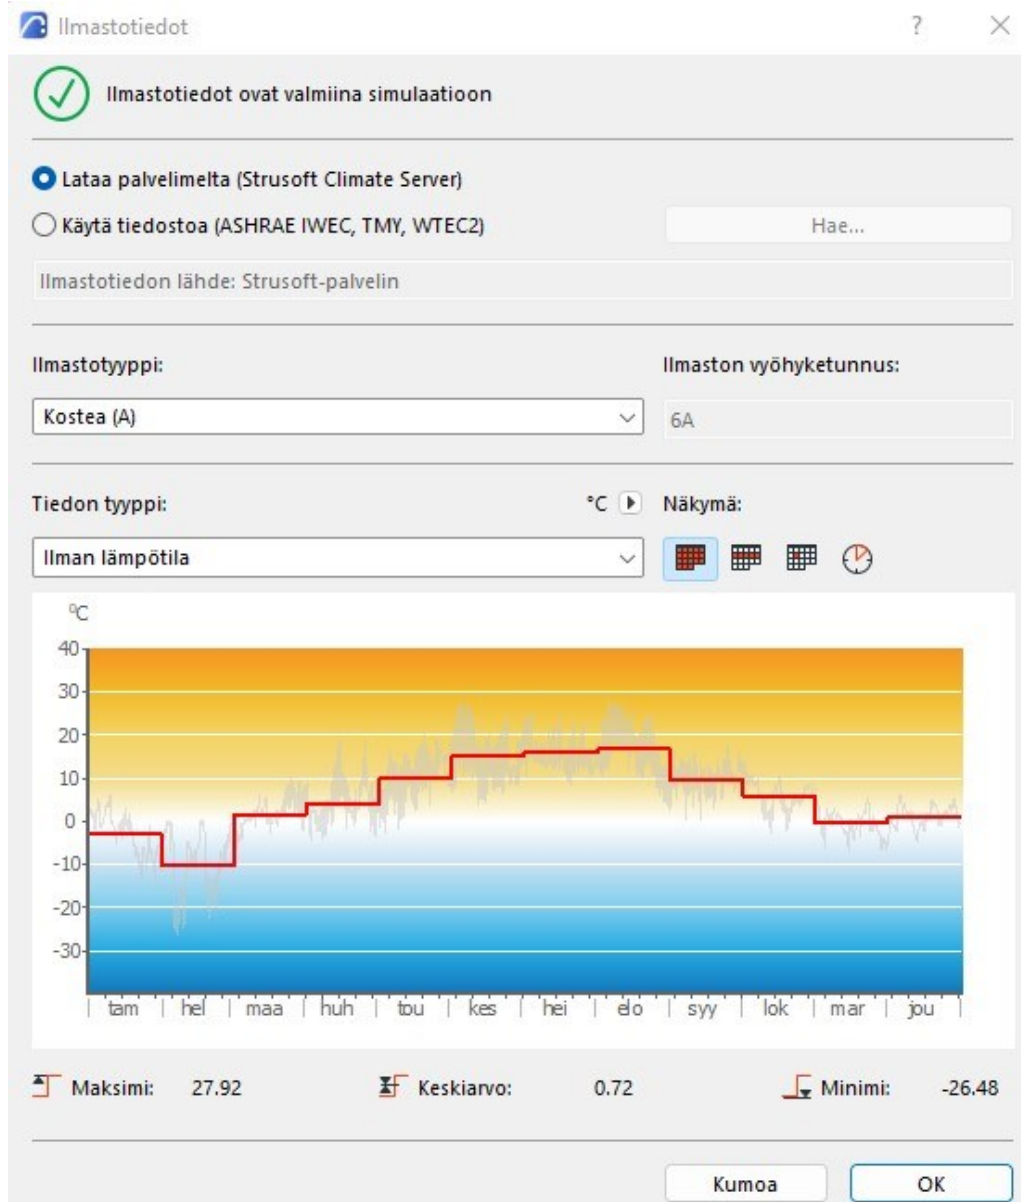 Ilmastotiedot ?
Ilmastotiedot ovat valmiina simulaatioon
Lataa palvelimelta (Strusoft Climate Server)
Käytä tiedostoa (ASHRAE IWEC, TMY, WTEC2) Hae...
Ilmastotiedon lähde: Strusoft-palvelin
Ilmastotyyppi: Ilmaston vyöhyketunnus:
Kostea (A) 6A
Tiedon tyyppi: °C Näkymä:
Ilman lämpötila
°C
40
30
20
10
0
-10
-20
-30
tam hel maa huh tou kes hei elo syy lok mar jou
Maksimi: 27.92 Keskiarvo: 0.72 Minimi: -26.48
Kumoa OK